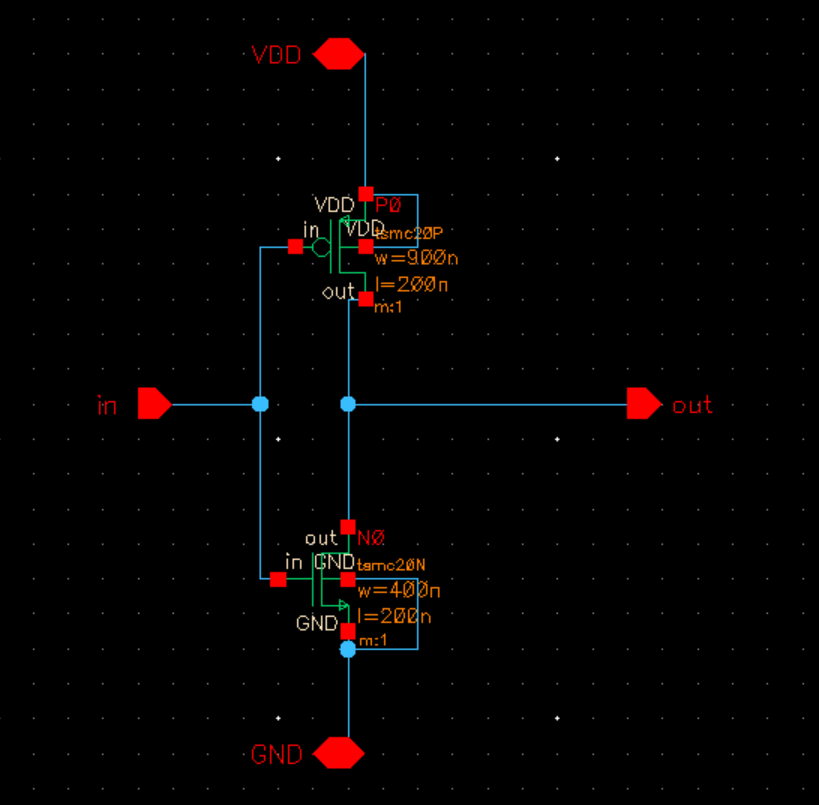 VDD
VDD
P0
in
VDD
tsmc20P
w=900n
l=200n
out
m:1
in
out
out
N0
in
GND
tsmc20N
w=400n
l=200n
GND
m:1
GND